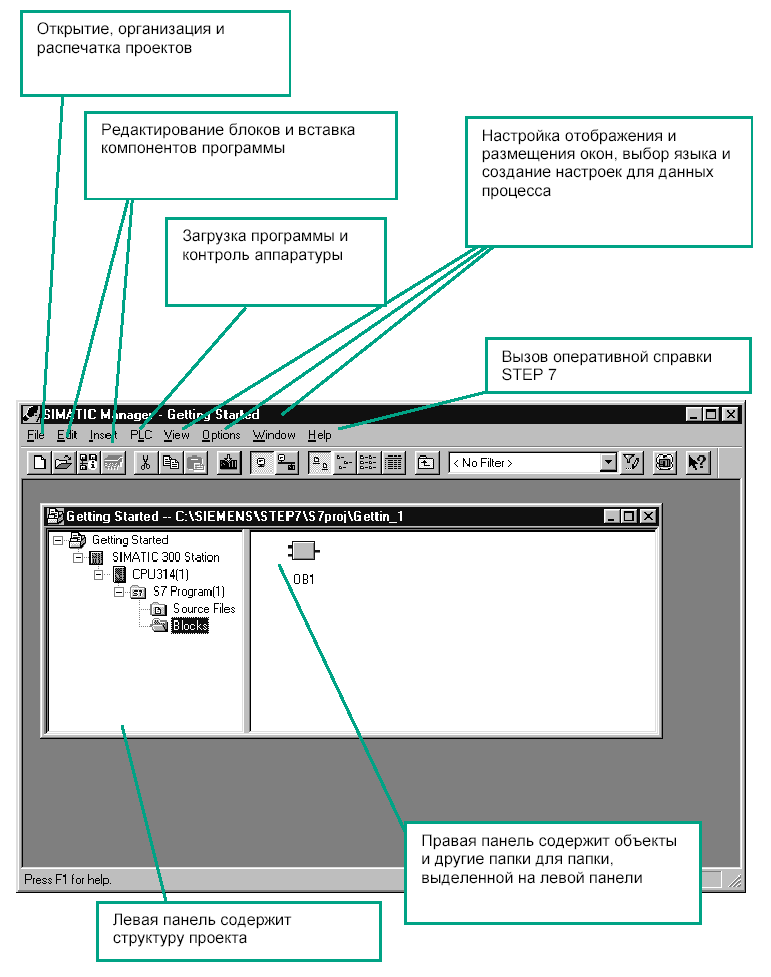 Открытие, организация и
распечатка проектов
Редактирование блоков и вставка
компонентов программы
Настройка отображения и
размещения окон, выбор языка и
создание настроек для данных
процесса
Загрузка программы и
контроль аппаратуры
Вызов оперативной справки
STEP 7
SIMATIC Manager - Getting Started
File Edit Insert PLC View Options Window Help
< No Filter >
Getting Started -- C:\SIEMENS\STEP7\S7proj\Gettin_1
Getting Started
SIMATIC 300 Station
CPU314(1)
S7 Program(1)
Source Files
Blocks
OB1
Правая панель содержит объекты
и другие папки для папки,
выделенной на левой панели
Press F1 for help.
Левая панель содержит
структуру проекта